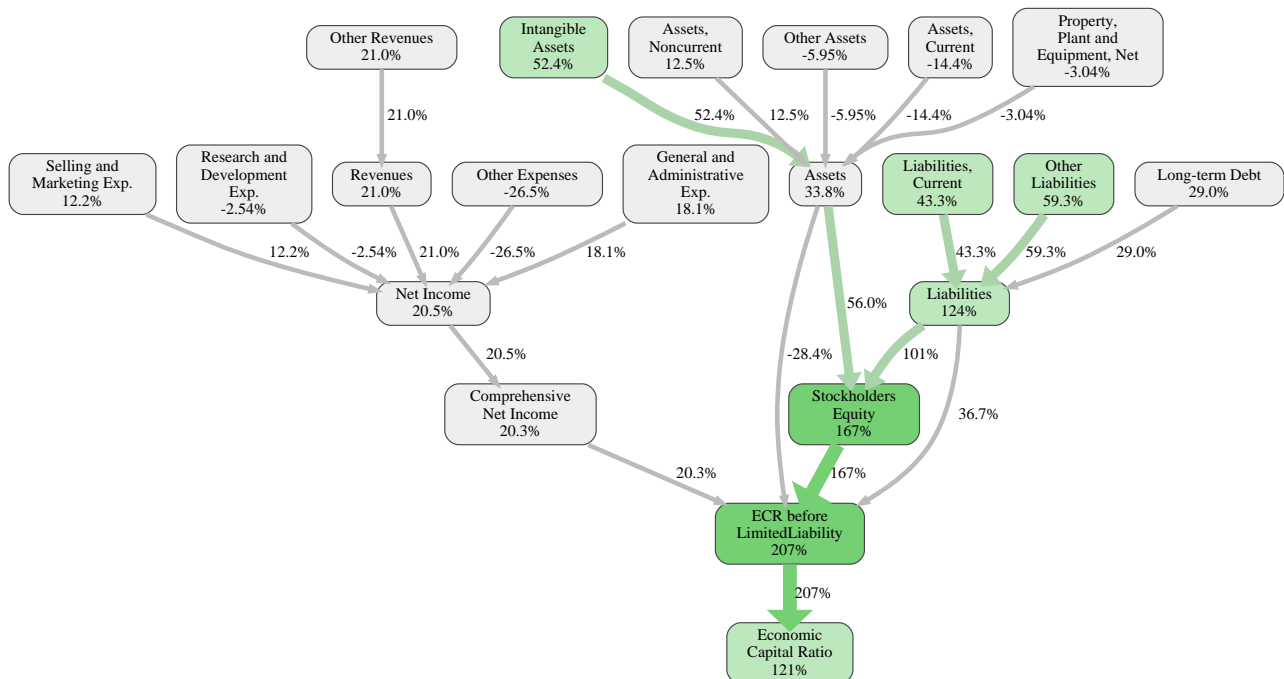 Other Revenues
21.0%
Intangible
Assets
52.4%
Assets,
Noncurrent
12.5%
Other Assets
-5.95%
Assets,
Current
-14.4%
Property,
Plant and
Equipment, Net
-3.04%
21.0%
52.4%
12.5%
-5.95%
-14.4%
-3.04%
Selling and
Marketing Exp.
12.2%
Research and
Development
Exp.
-2.54%
Revenues
21.0%
Other Expenses
-26.5%
General and
Administrative
Exp.
18.1%
Assets
33.8%
Liabilities,
Current
43.3%
Other
Liabilities
59.3%
Long-term Debt
29.0%
12.2%
-2.54%
21.0%
-26.5%
18.1%
43.3%
59.3%
29.0%
Net Income
20.5%
56.0%
Liabilities
124%
20.5%
-28.4%
101%
Comprehensive
Net Income
20.3%
Stockholders
Equity
167%
36.7%
20.3%
167%
ECR before
LimitedLiability
207%
207%
Economic
Capital Ratio
121%